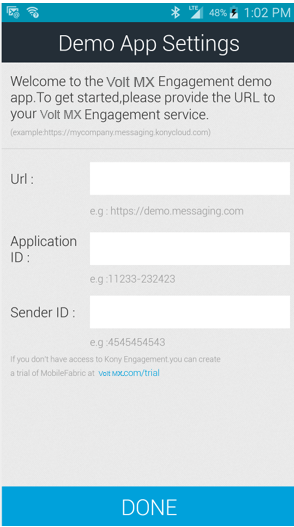 LTE 48% 1:02 PM
Demo App Settings
Welcome to the Volt MX Engagement demo
app.To get started,please provide the URL to
your Volt MX Engagement service.
(example:https://mycompany.messaging.konycloud.com)
Url :
e.g : https://demo.messaging.com
Application
ID :
e.g :11233-232423
Sender ID :
e.g :4545454543
If you don't have access to Kony Engagement you can create
a trial of MobileFabric at Volt MX.com/trial
DONE